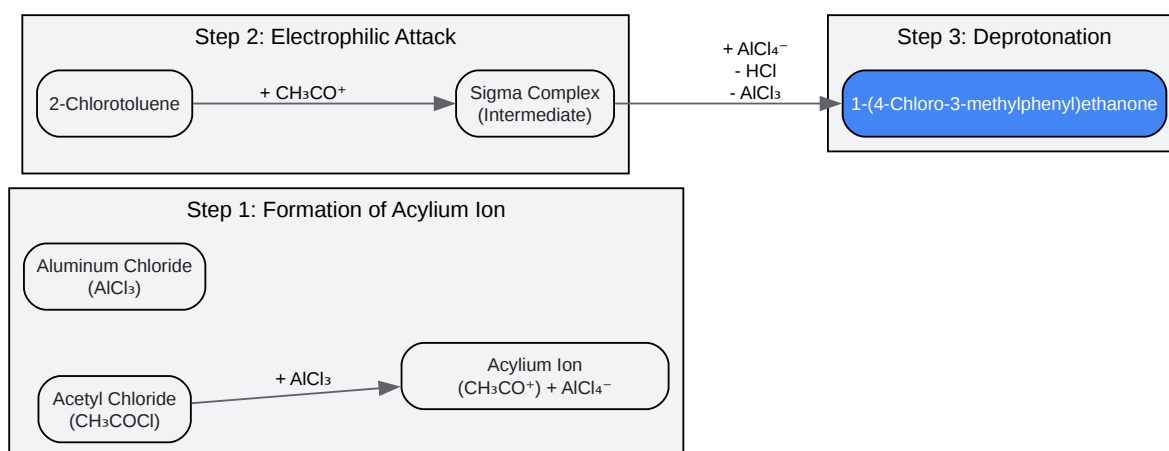 Step 2: Electrophilic Attack
2-Chlorotoluene
+ CH₃CO⁺
Sigma Complex
(Intermediate)
+ AlCl₄⁻
- HCl
- AlCl₃
Step 3: Deprotonation
1-(4-Chloro-3-methylphenyl)ethanone
Step 1: Formation of Acylium Ion
Aluminum Chloride
(AlCl₃)
Acetyl Chloride
(CH₃COCl)
+ AlCl₃
Acylium Ion
(CH₃CO⁺) + AlCl₄⁻